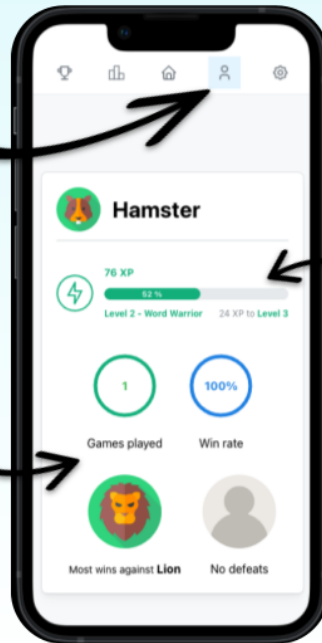 Hamster
76 XP
52 %
Level 2 - Word Warrior 24 XP to Level 3
1 100%
Games played Win rate
Most wins against Lion No defeats